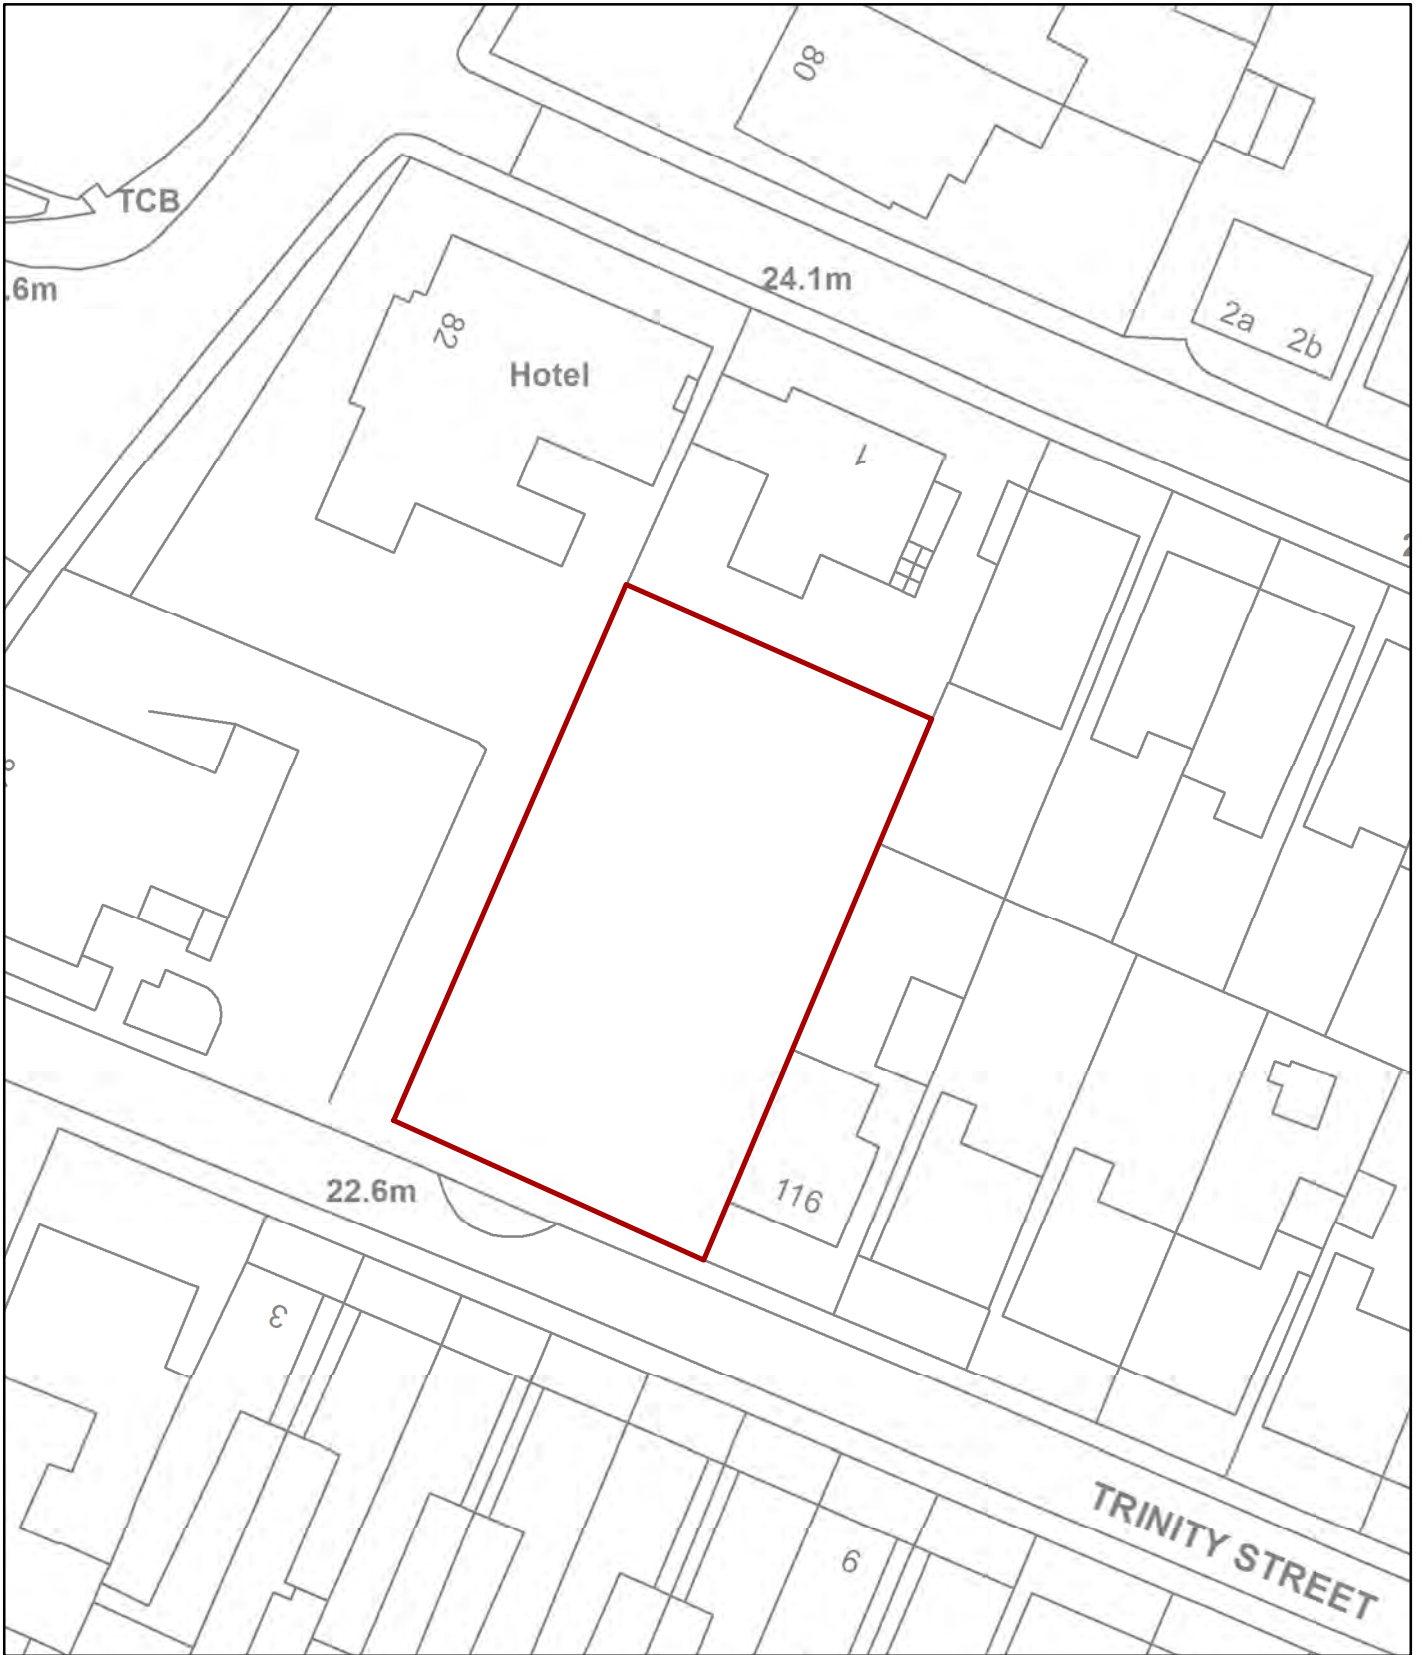 80
TCB
24.1m
.6m
2a
2b
82
Hotel
1
116
22.6m
3
TRINITY STREET
6